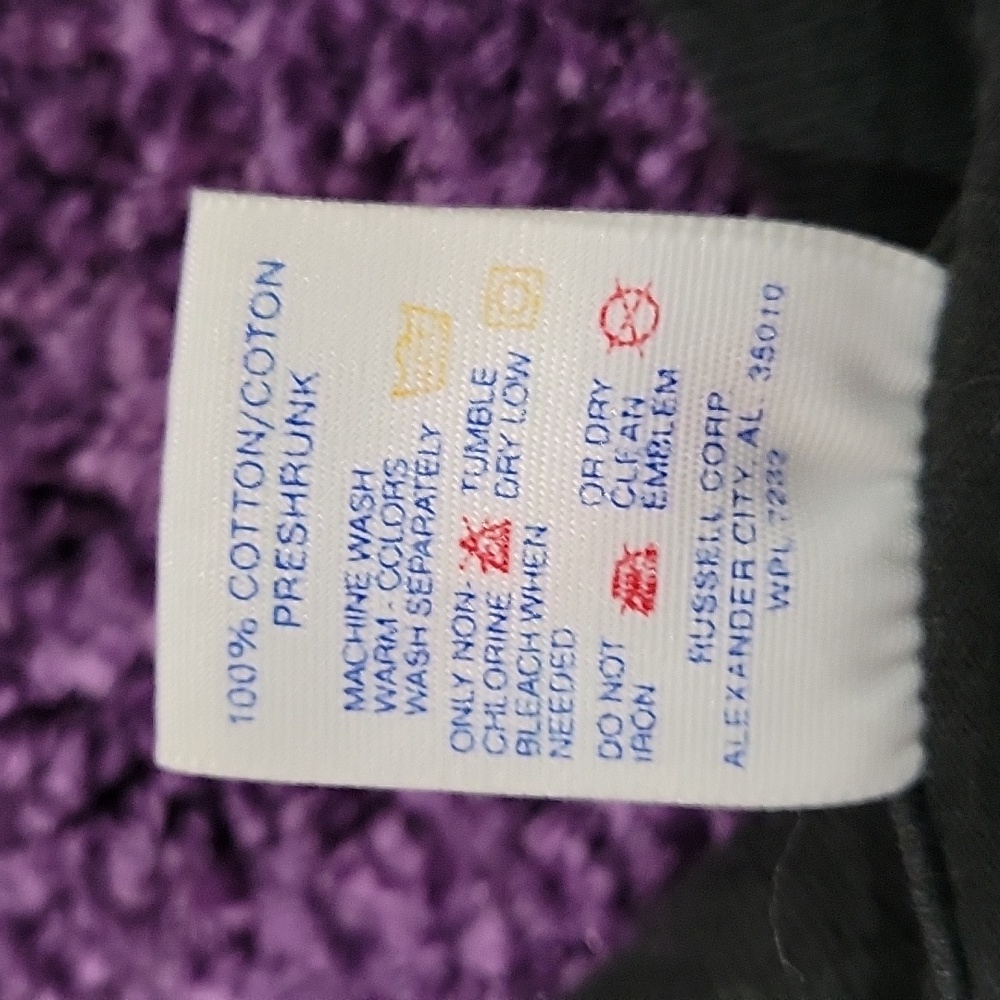 100% COTTON/COTON
PRESHRUNK
MACHINE WASH
WARM - COLORS
WASH SEPARATELY
ONLY NON-
CHLORINE
BLEACH WHEN
NEEDED
TUMBLE
DRY LOW
DO NOT
IRON
OR DRY
CLEAN
EMBLEM
RUSSELL CORP
ALEXANDER CITY, AL. 35010
WPL